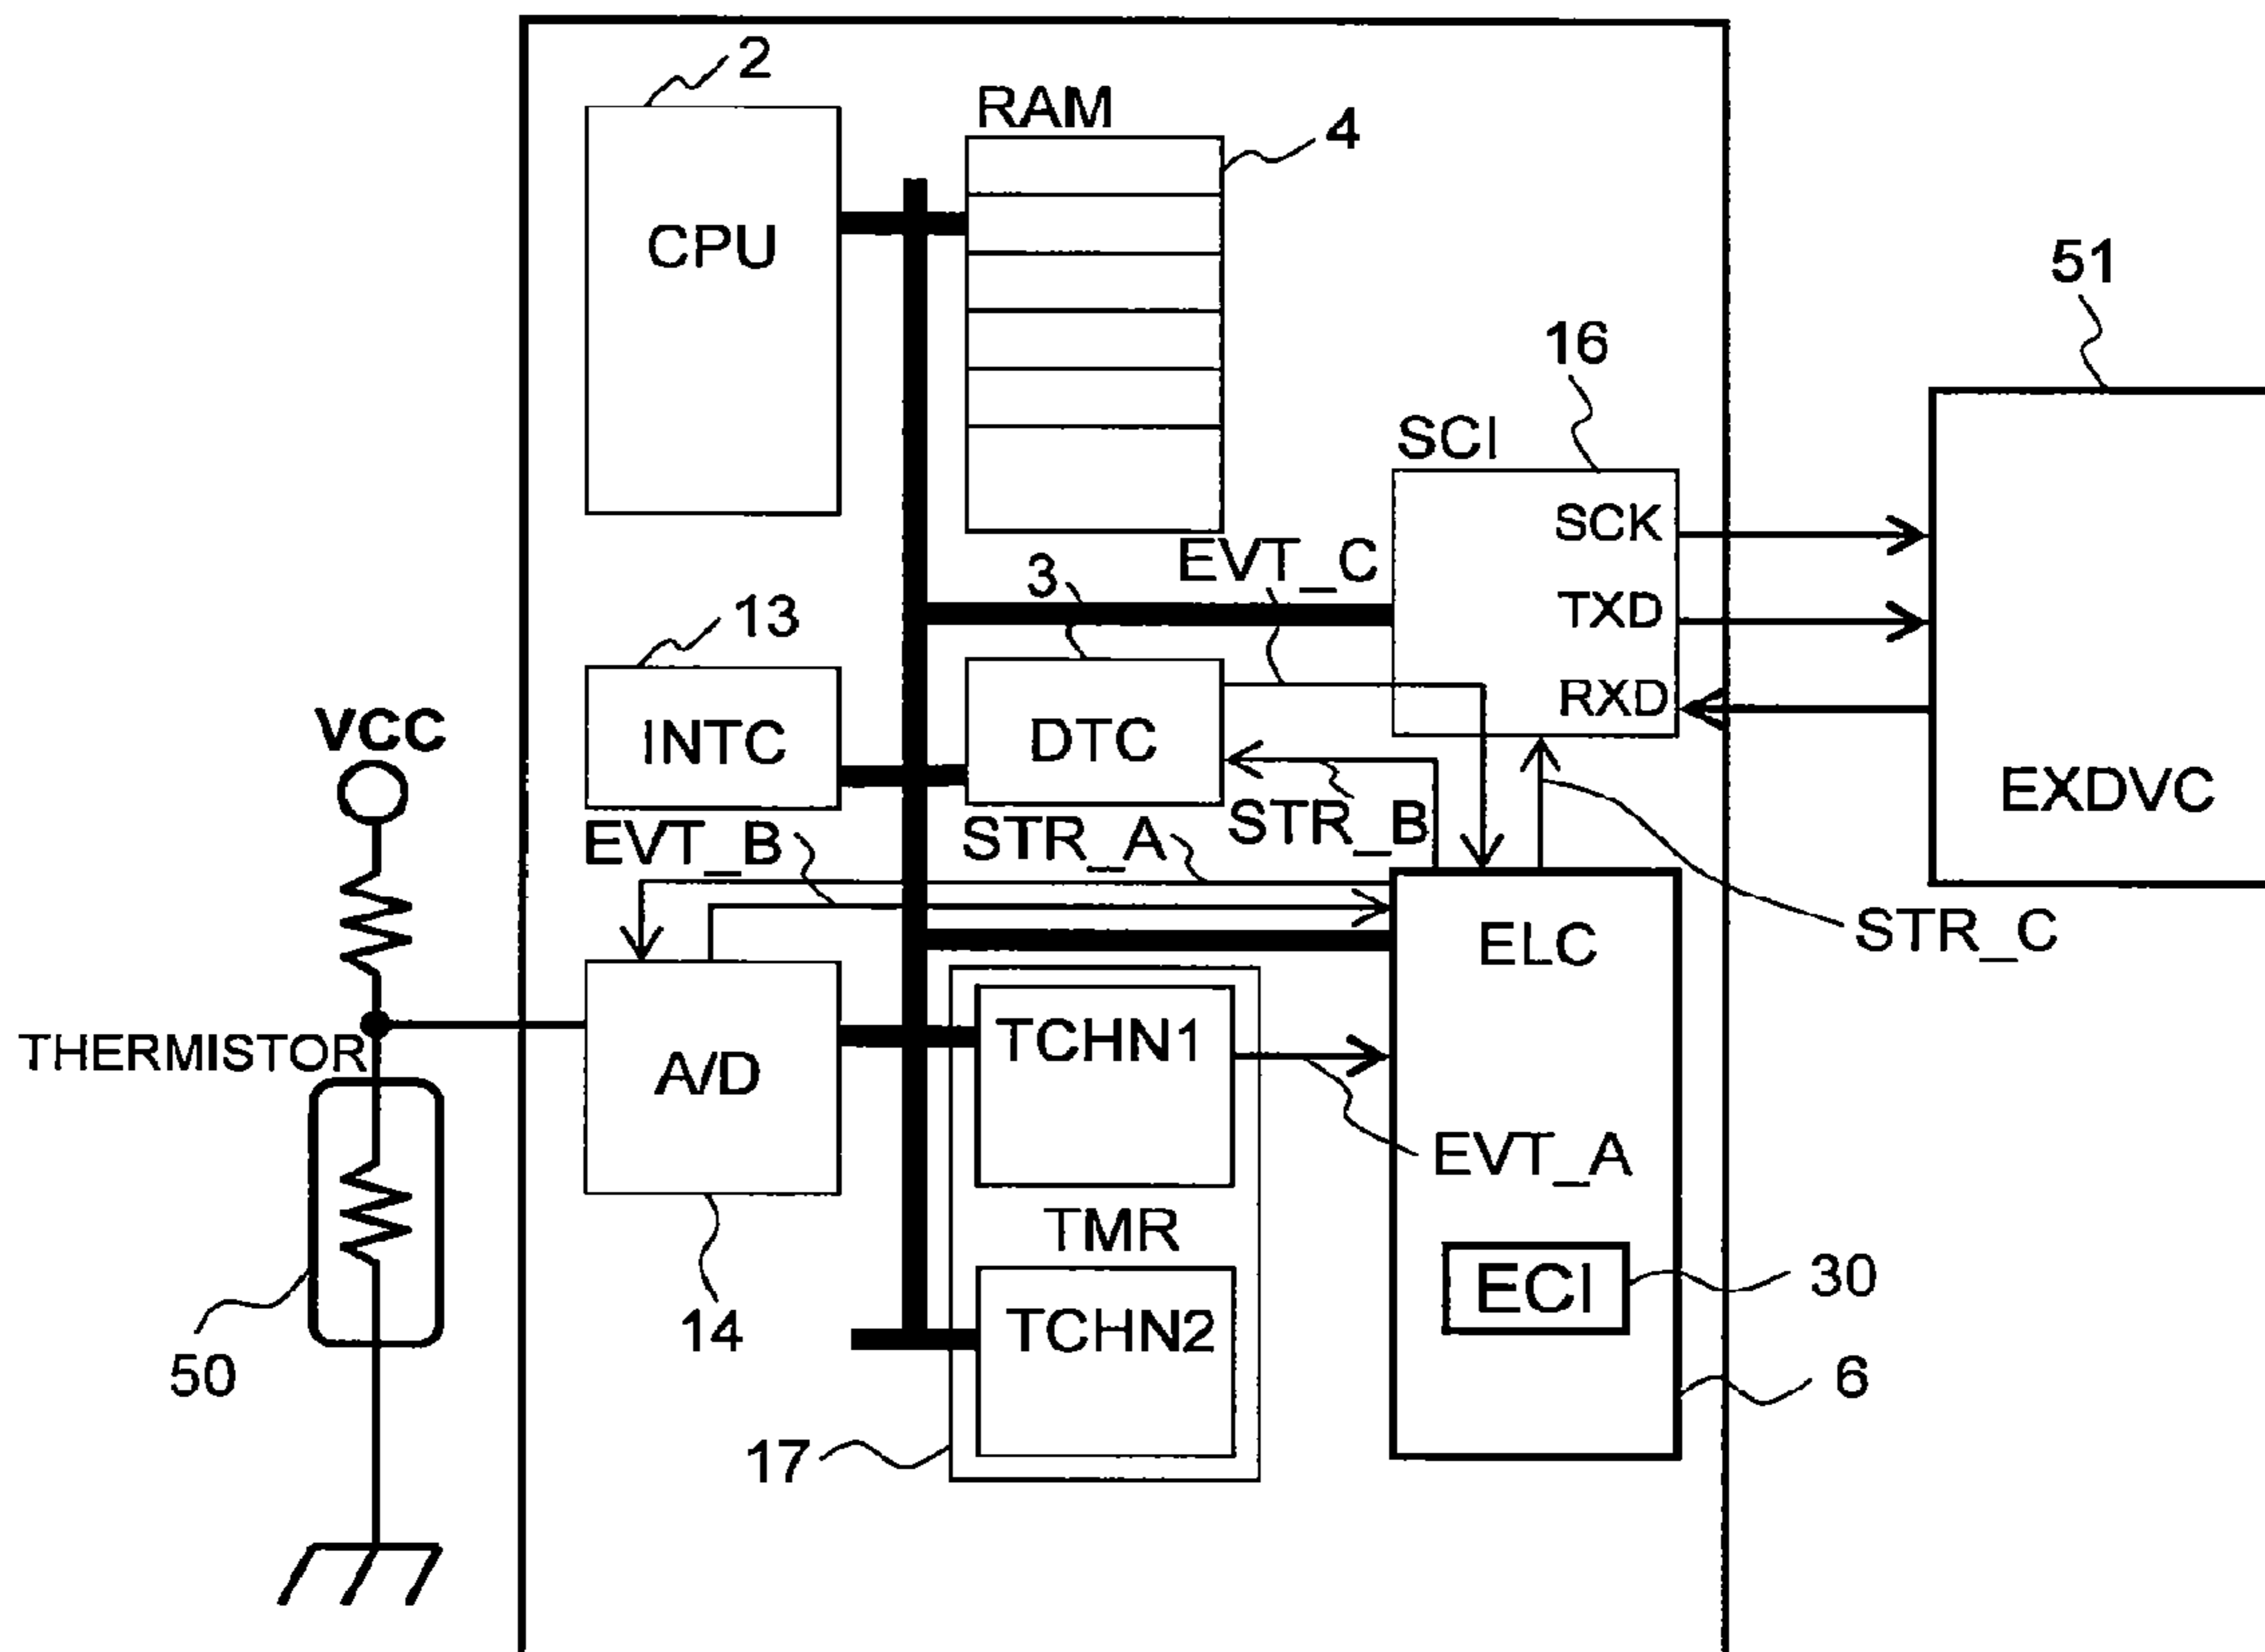 2
RAM
4
CPU
51
16
SCI
SCK
EVT_C
3
TXD
13
RXD
VCC
INTC
DTC
EXDVC
EVT_B
STR_A
STR_B
ELC
STR_C
TCHN1
THERMISTOR
A/D
EVT_A
TMR
ECI
30
14
TCHN2
50
6
17